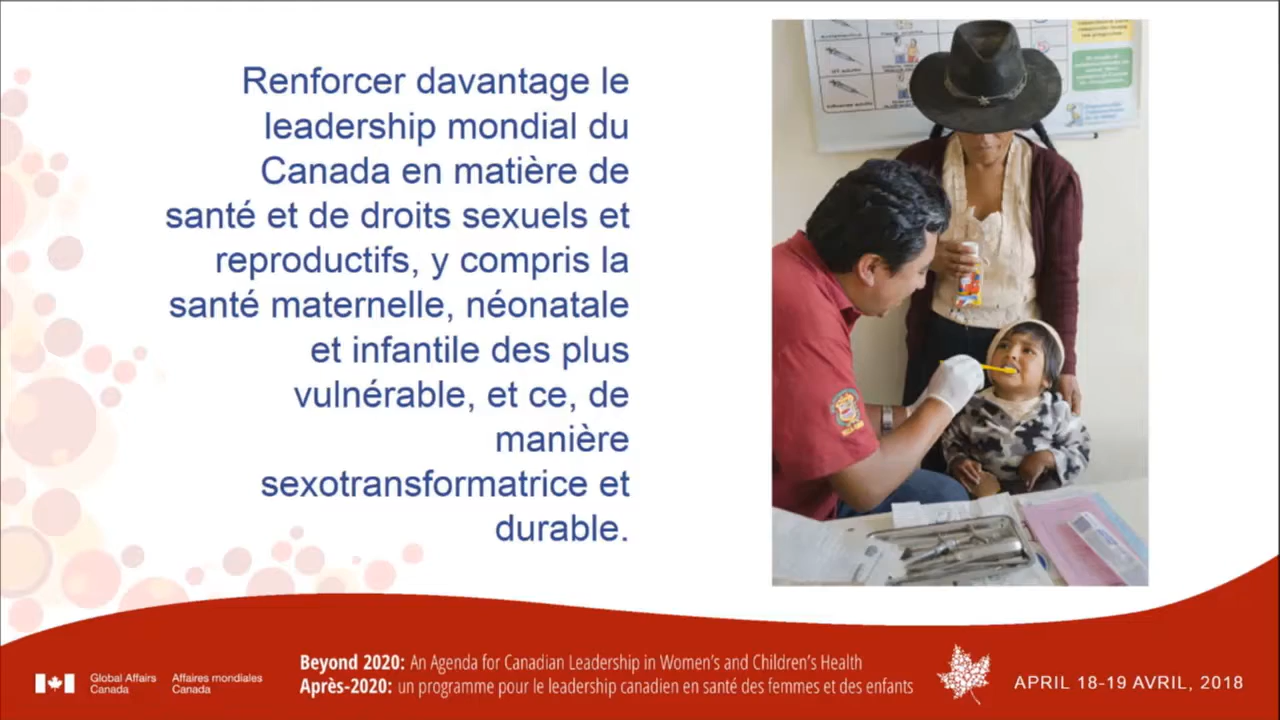 Renforcer davantage le
leadership mondial du
Canada en matière de
santé et de droits sexuels et
reproductifs, y compris la
santé maternelle, néonatale
et infantile des plus
vulnérable, et ce, de
manière
sexotransformatrice et
durable.
Global Affairs
Canada
Affaires mondiales
Canada
Beyond 2020: An Agenda for Canadian Leadership in Women's and Children's Health
Après-2020: un programme pour le leadership canadien en santé des femmes et des enfants
APRIL 18-19 AVRIL, 2018